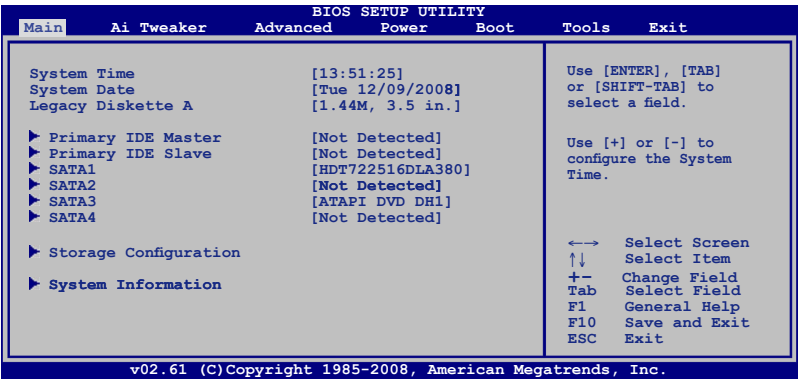 BIOS SETUP UTILITY
Main Ai Tweaker Advanced Power Boot Tools Exit
System Time [13:51:25]
System Date [Tue 12/09/2008]
Legacy Diskette A [1.44M, 3.5 in.]
Primary IDE Master [Not Detected]
Primary IDE Slave [Not Detected]
SATA1 [HDT722516DLA380]
SATA2 [Not Detected]
SATA3 [ATAPI DVD DH1]
SATA4 [Not Detected]
Storage Configuration
System Information
Use [ENTER], [TAB]
or [SHIFT-TAB] to
select a field.
Use [+] or [-] to
configure the System
Time.
←→ Select Screen
↑↓ Select Item
+- Change Field
Tab Select Field
F1 General Help
F10 Save and Exit
ESC Exit
v02.61 (C)Copyright 1985-2008, American Megatrends, Inc.